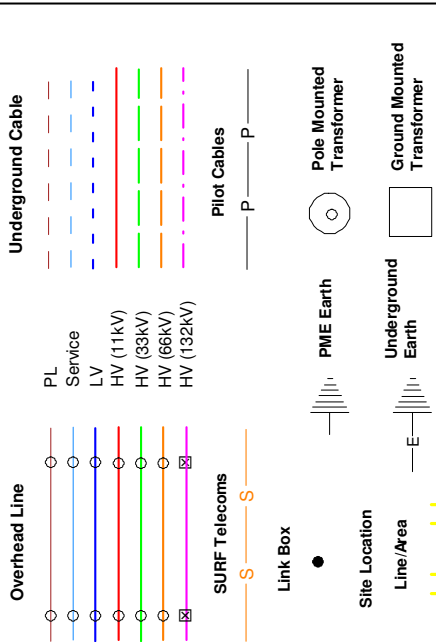 Overhead Line
Underground Cable
PL
Service
LV
HV (11kV)
HV (33kV)
HV (66kV)
HV (132kV)
SURF Telecoms
S S
Pilot Cables
P P
Link Box
PME Earth
Pole Mounted
Transformer
Site Location
Line/Area
E
Underground
Earth
Ground Mounted
Transformer